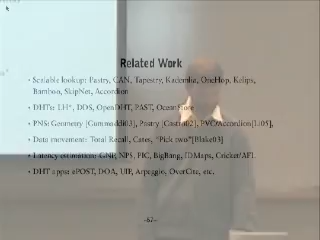 Related Work
• Scalable lookup: Pastry, CAN, Tapestry, Kademlia, OneHop, Kelips,
Bamboo, SkipNet, Accordion
• DHTs: LH*, DDS, OpenDHT, PAST, OceanStore
• PNS: Geometry [Gummadi03], Pastry [Castro02], PVC/Accordion[Li05],
• Data movement: Total Recall, Cates, "Pick two"[Blake03]
• Latency estimation: GNP, NPS, PIC, BigBang, IDMaps, Cricket/AFL
• DHT apps: ePOST, DOA, UIP, Arpeggio, OverCite, etc.
-67-